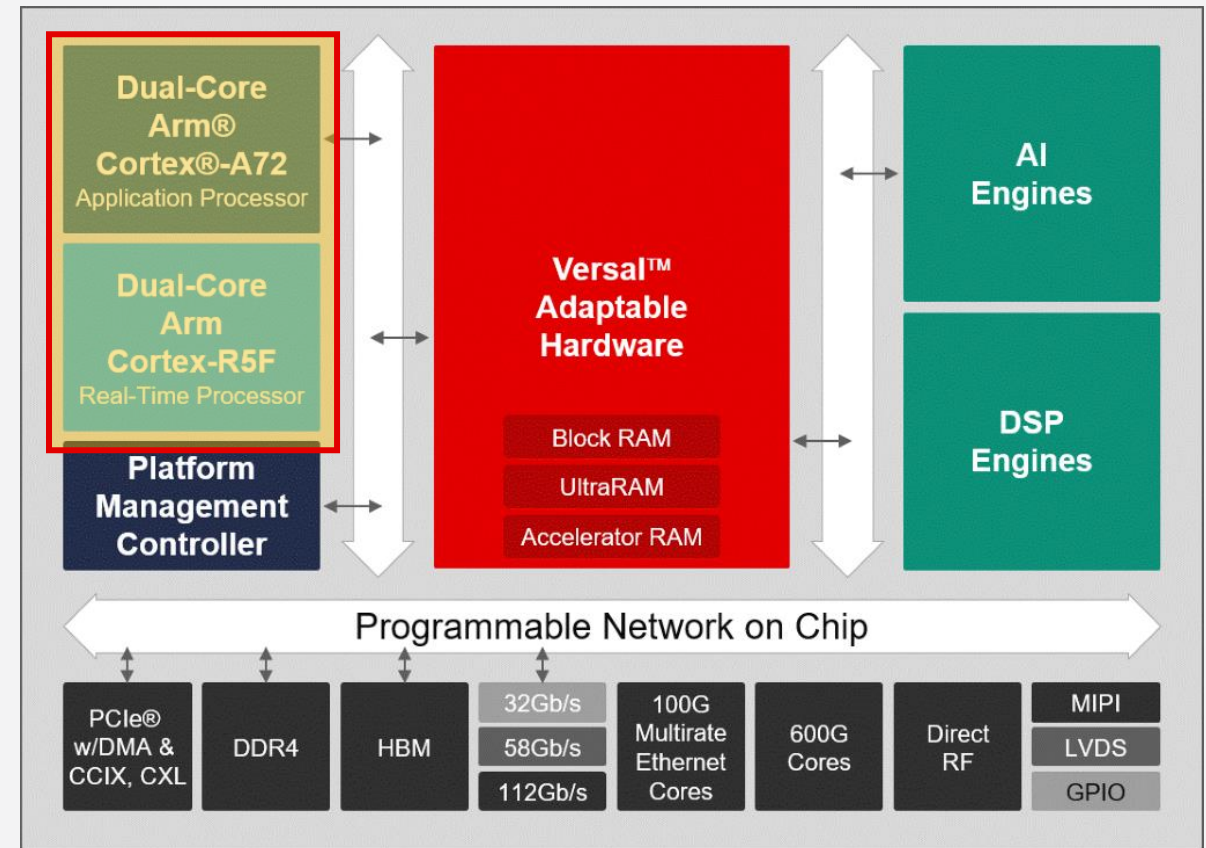 Dual-Core
Arm®
Cortex®-A72
Application Processor
Dual-Core
Arm
Cortex-R5F
Real-Time Processor
Platform
Management
Controller
Versal™
Adaptable
Hardware
Block RAM
UltraRAM
Accelerator RAM
AI
Engines
DSP
Engines
Programmable Network on Chip
PCIe®
w/DMA &
CCIX, CXL
DDR4
HBM
32Gb/s
58Gb/s
112Gb/s
100G
Multirate
Ethernet
Cores
600G
Cores
Direct
RF
MIPI
LVDS
GPIO